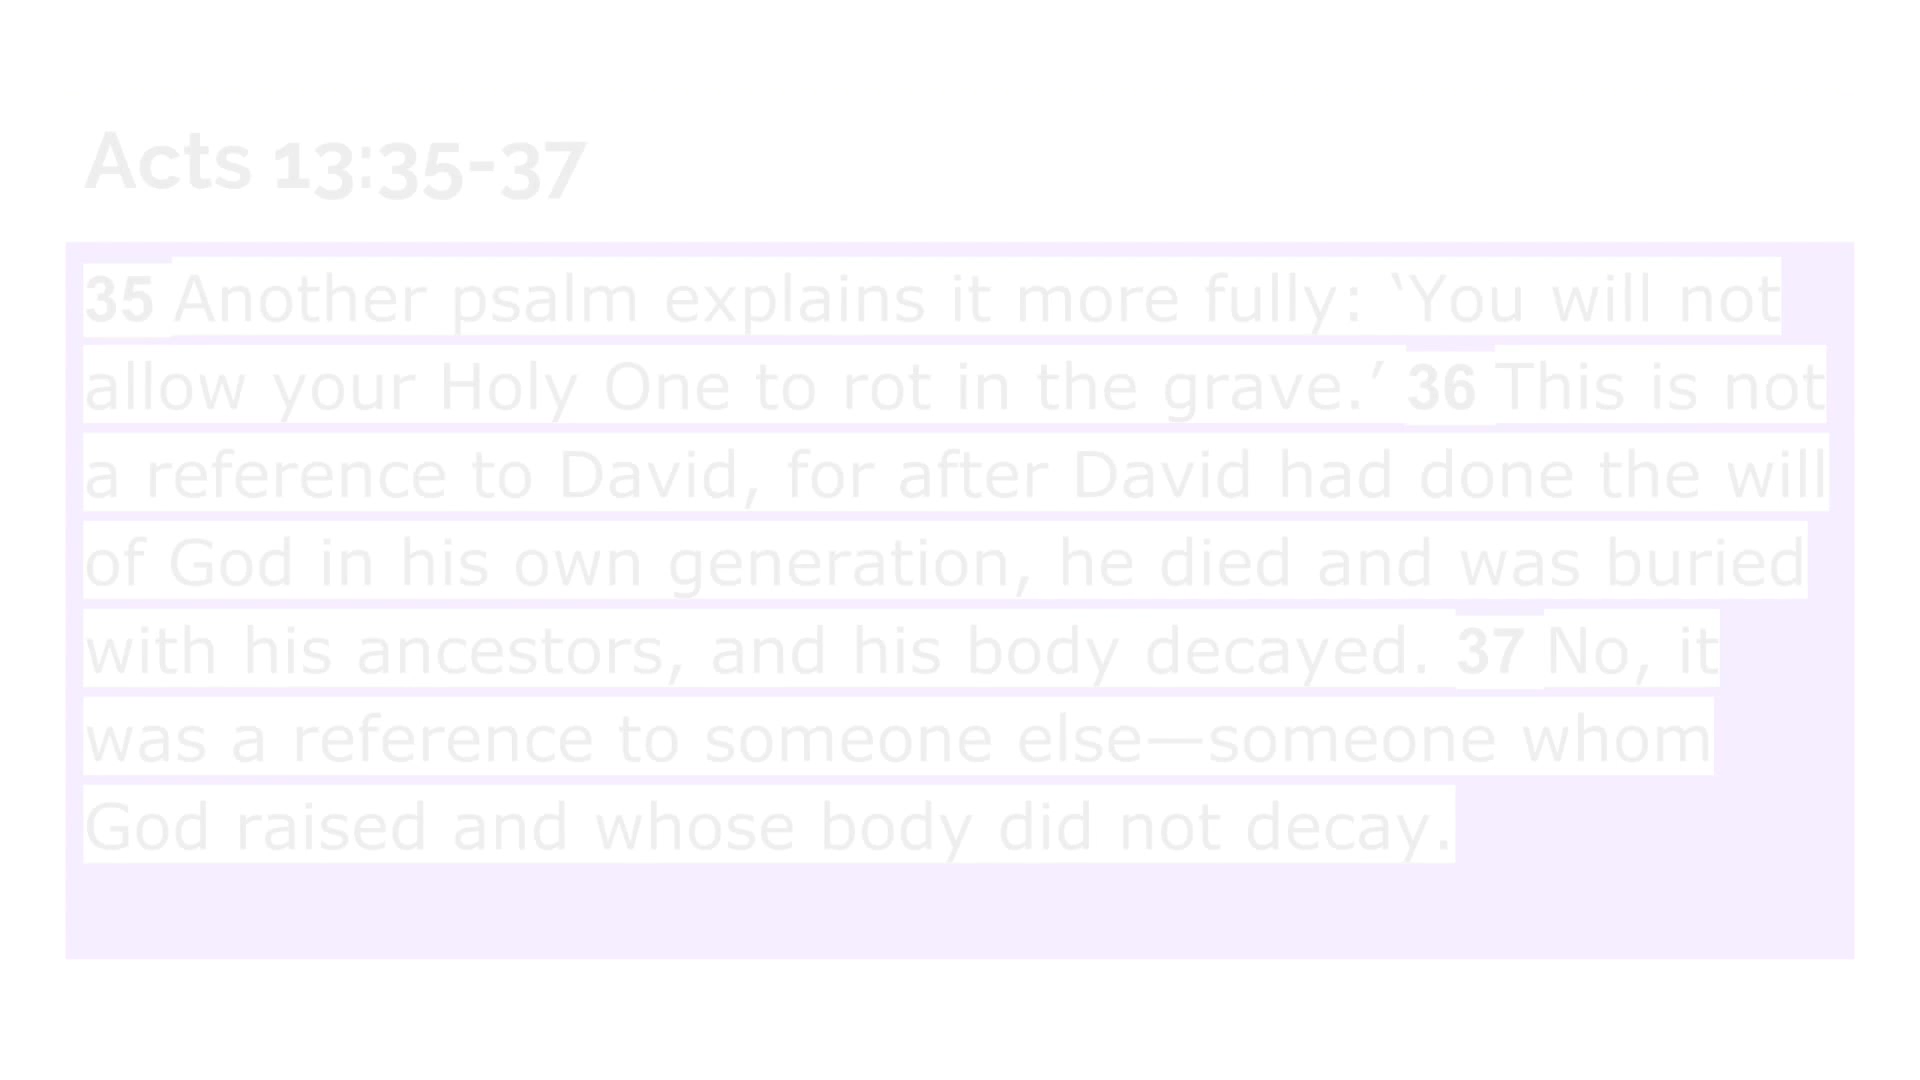 Acts 13:35-37
35 Another psalm explains it more fully: ‘You will not
allow your Holy One to rot in the grave.’ 36 This is not
a reference to David, for after David had done the will
of God in his own generation, he died and was buried
with his ancestors, and his body decayed. 37 No, it
was a reference to someone else—someone whom
God raised and whose body did not decay.